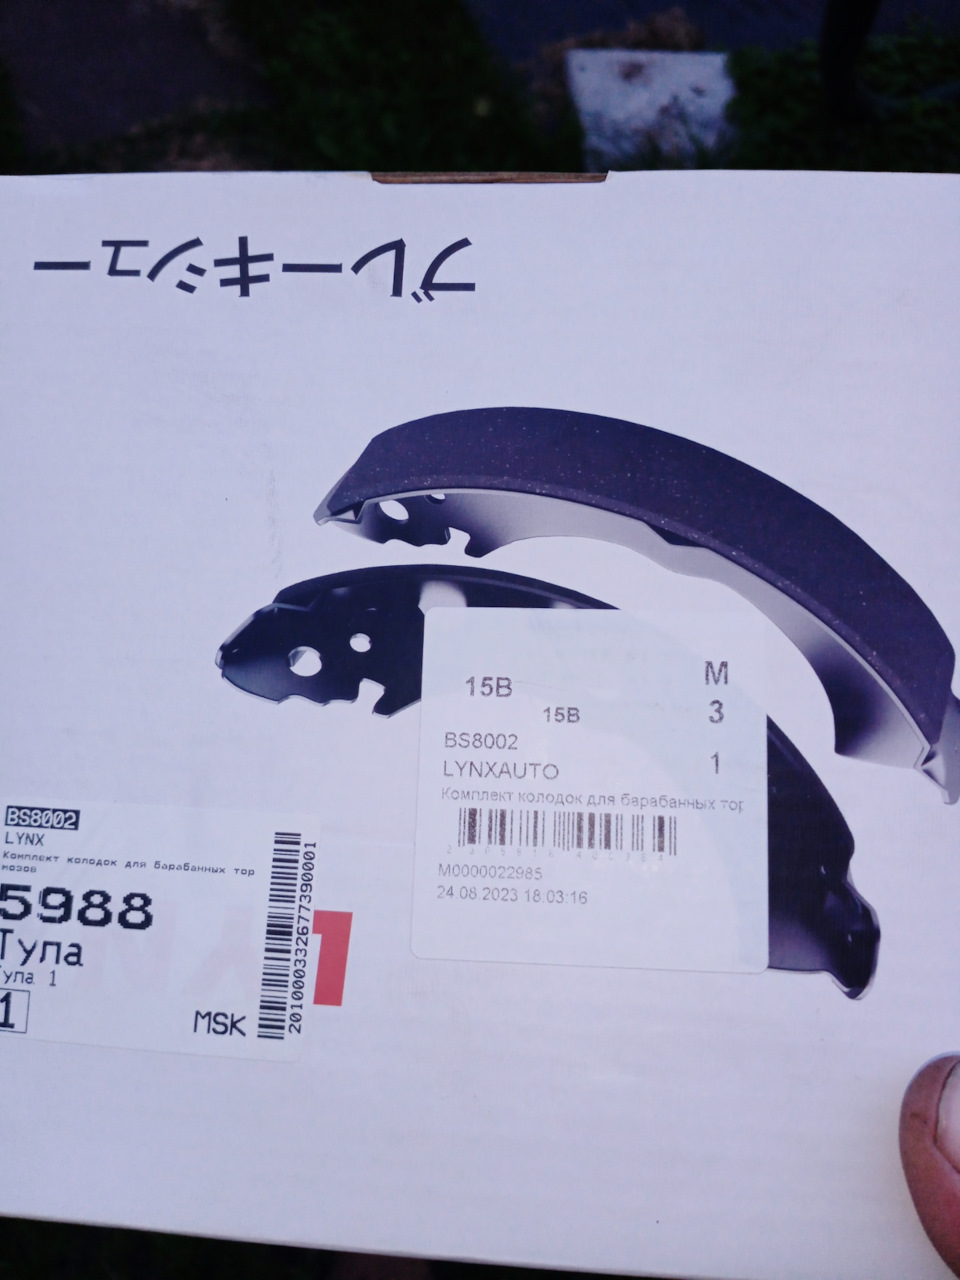 ブレーキシュー
15B
M
15B
3
BS8002
1
LYNXAUTO
Комплект колодок для барабанных тор
M0000022985
24.08.2023 18:03:16
BS8002
LYNX
Комплект колодок для барабанных тор
мозов
5988
Тула
Тула 1
1
MSK
2010000332677390001